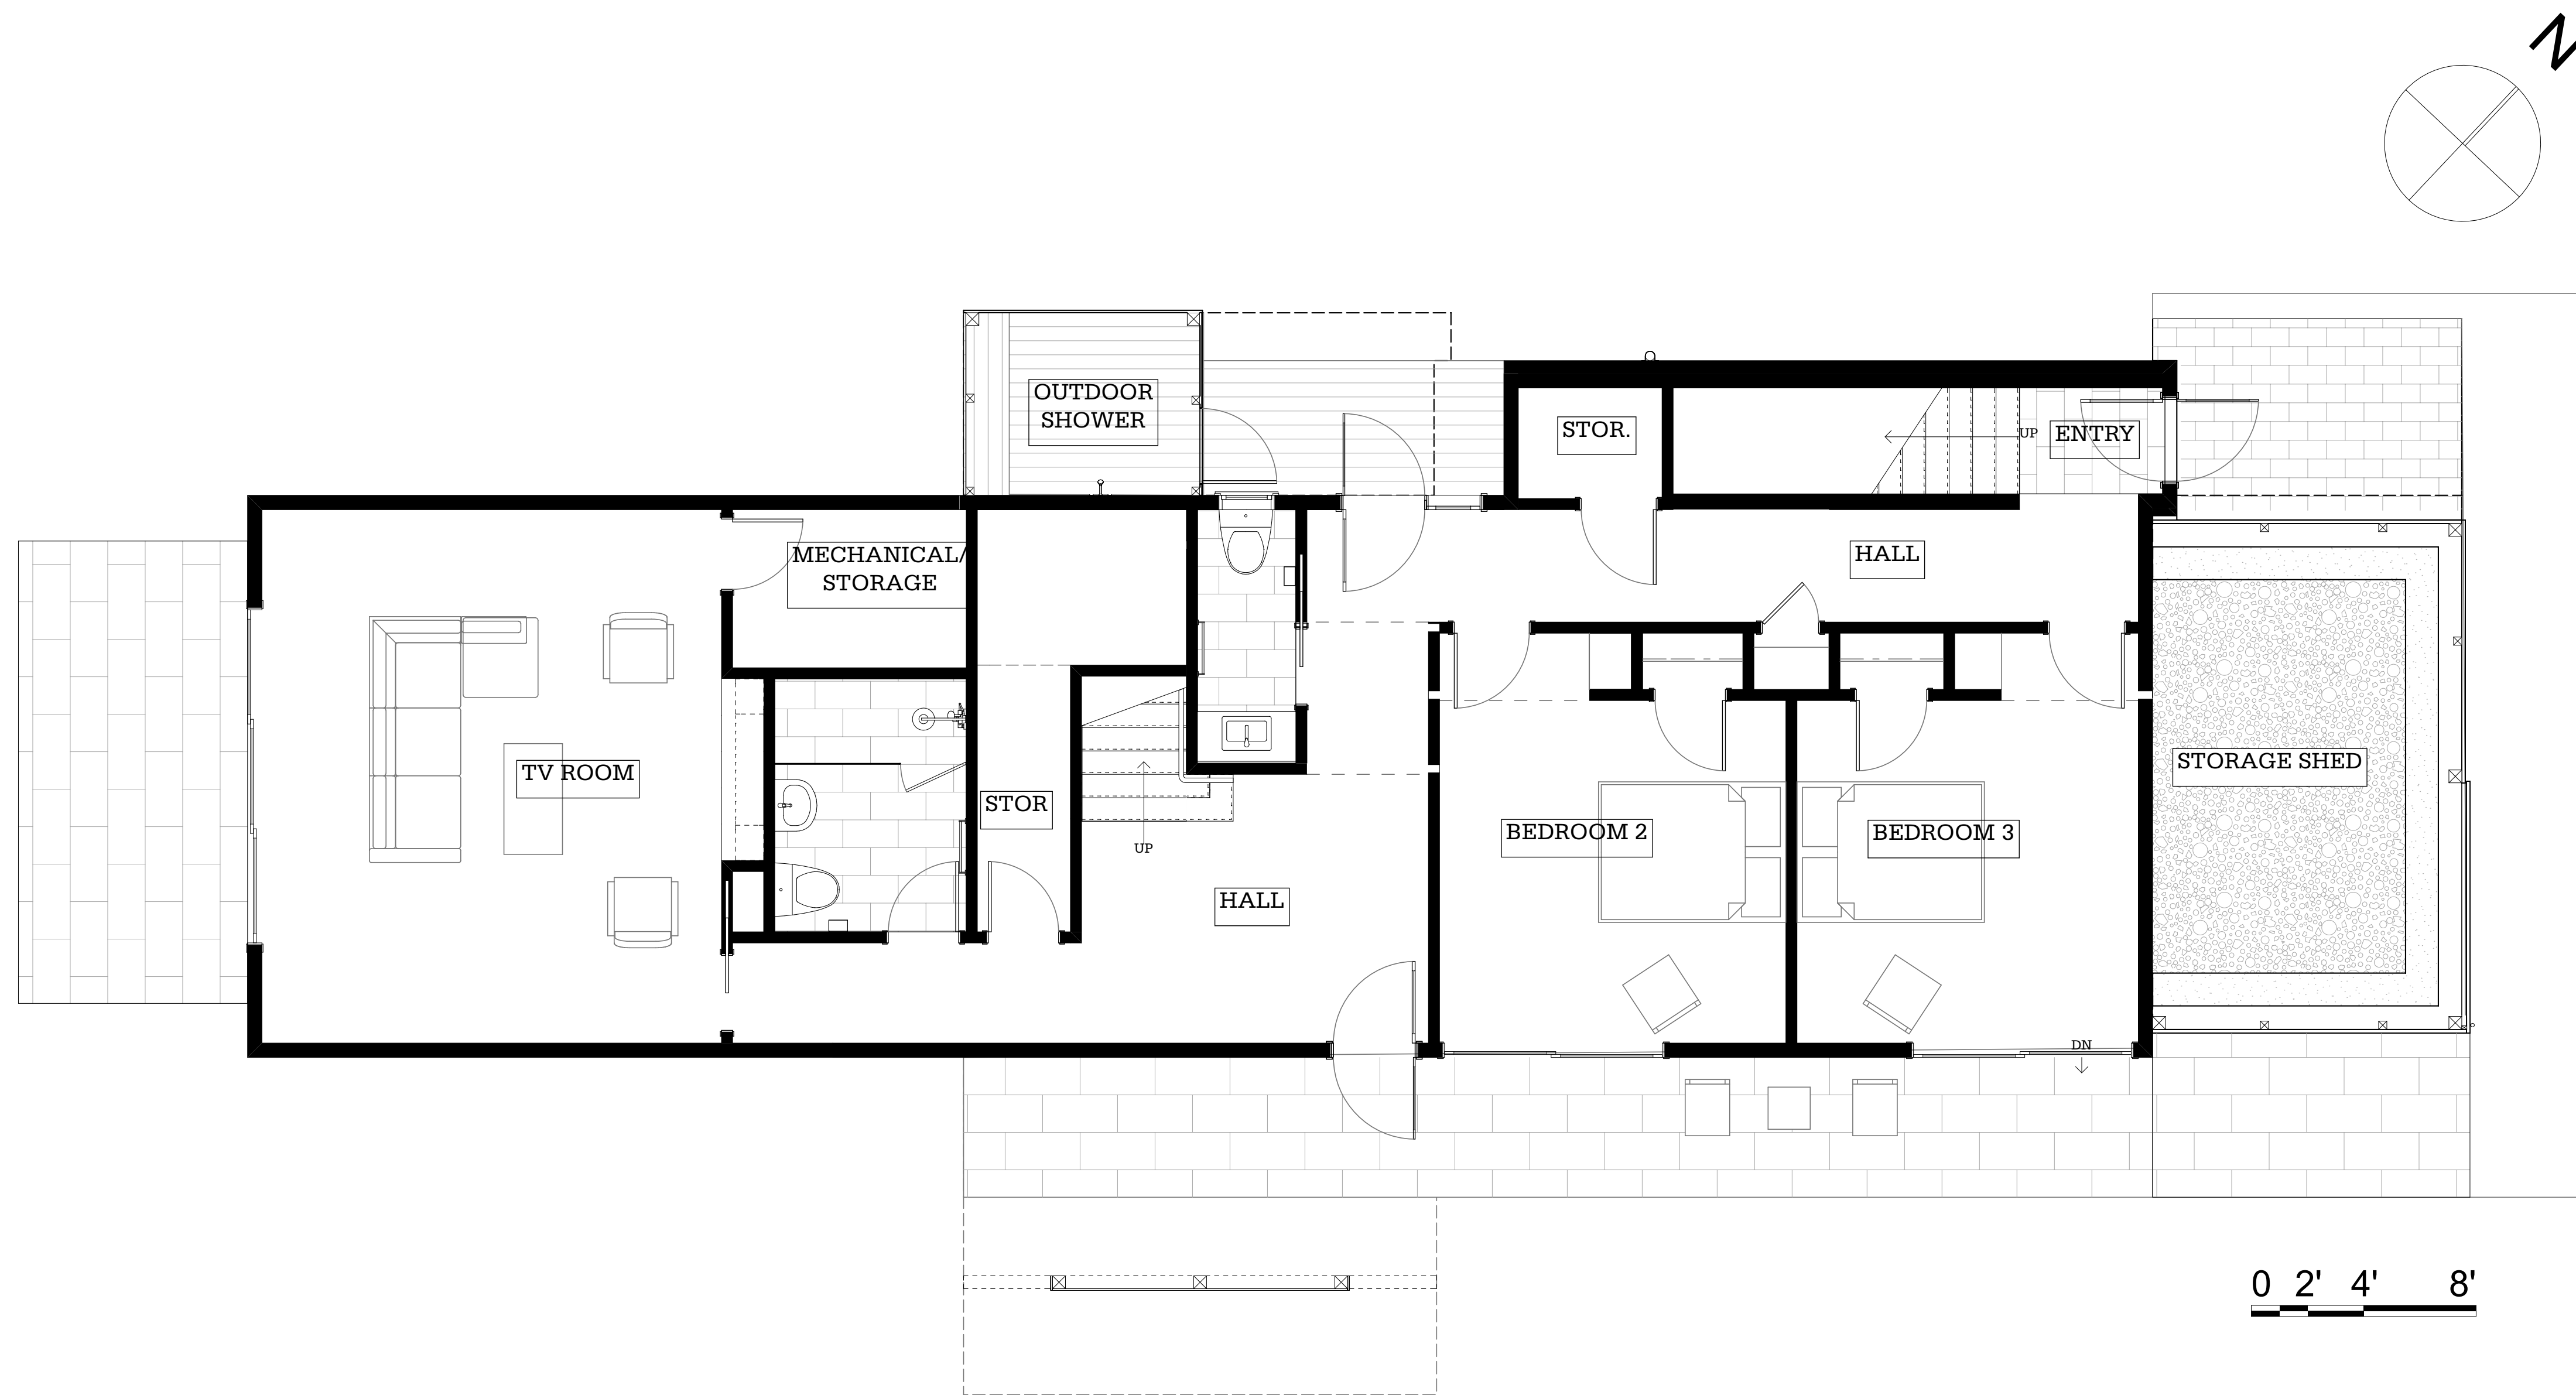 N
OUTDOOR
SHOWER
STOR.
UP
ENTRY
MECHANICAL/
STORAGE
HALL
TV ROOM
STOR
UP
HALL
BEDROOM 2
BEDROOM 3
STORAGE SHED
DN
0 2' 4' 8'